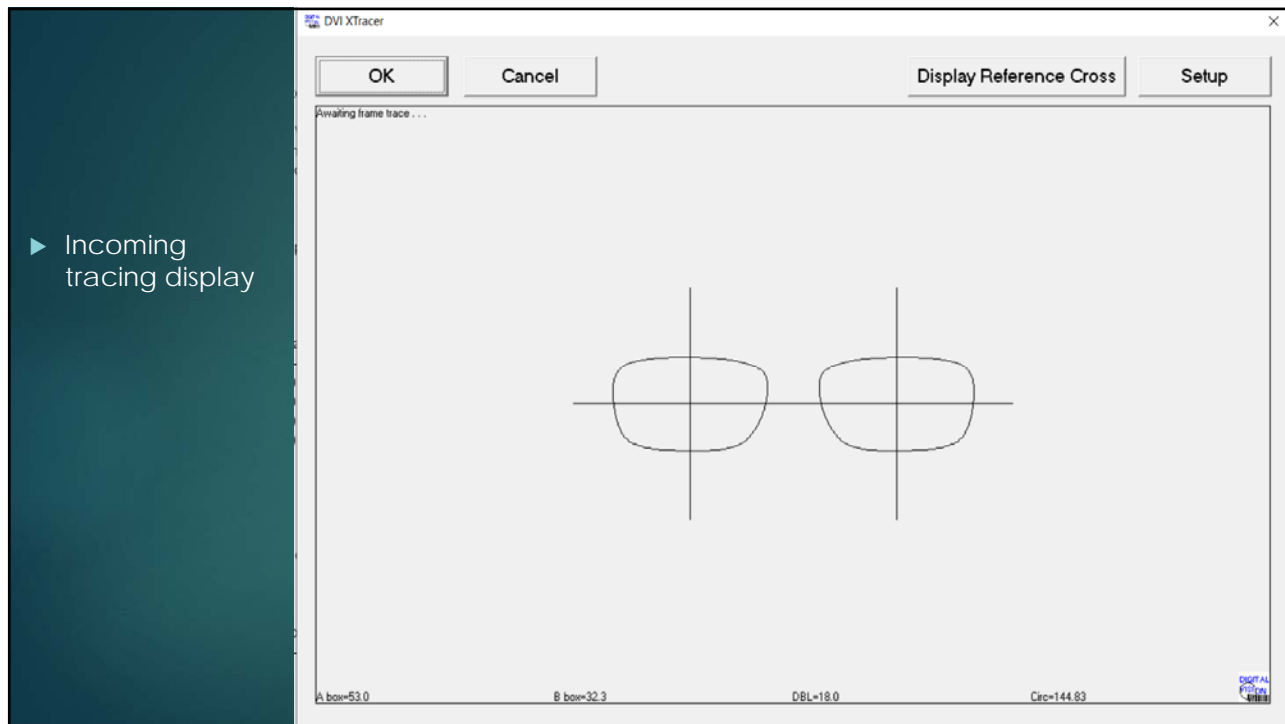 DVI XTracer
OK
Cancel
Display Reference Cross
Setup
Awaiting frame trace . . .
Incoming
tracing display
A box=53.0
B box=32.3
DBL=18.0
Circ=144.83
DIGITAL